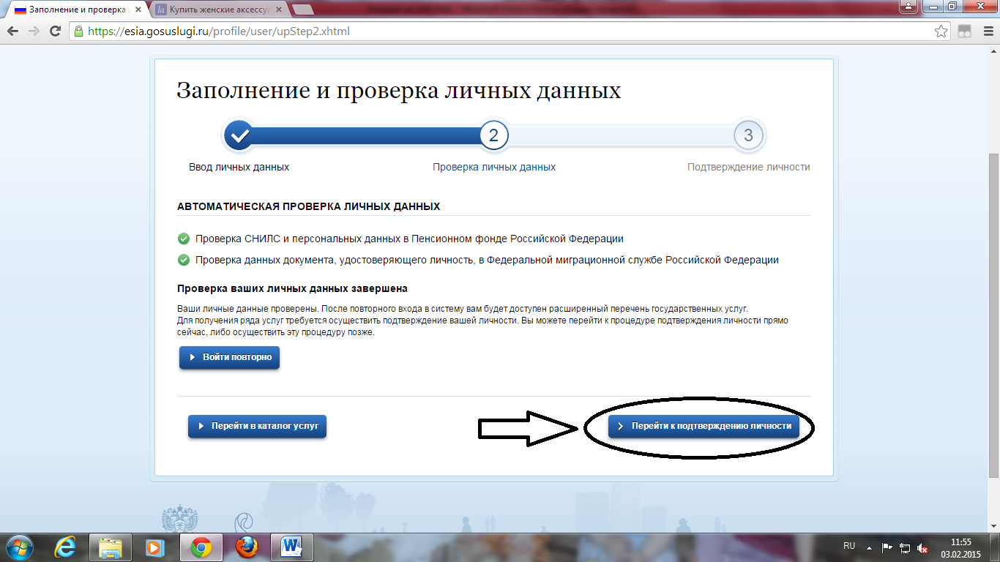 Заполнение и проверка
la Купить женские аксессуа
https://esia.gosuslugi.ru/profile/user/upStep2.xhtml
Заполнение и проверка личных данных
2
3
Ввод личных данных
Проверка личных данных
Подтверждение личности
АВТОМАТИЧЕСКАЯ ПРОВЕРКА ЛИЧНЫХ ДАННЫХ
Проверка СНИЛС и персональных данных в Пенсионном фонде Российской Федерации
Проверка данных документа, удостоверяющего личность, в Федеральной миграционной службе Российской Федерации
Проверка ваших личных данных завершена
Ваши личные данные проверены. После повторного входа в систему вам будет доступен расширенный перечень государственных услуг.
Для получения ряда услуг требуется осуществить подтверждение вашей личности. Вы можете перейти к процедуре подтверждения личности прямо
сейчас, либо осуществить эту процедуру позже.
Войти повторно
Перейти в каталог услуг
Перейти к подтверждению личности
RU
11:55
03.02.2015